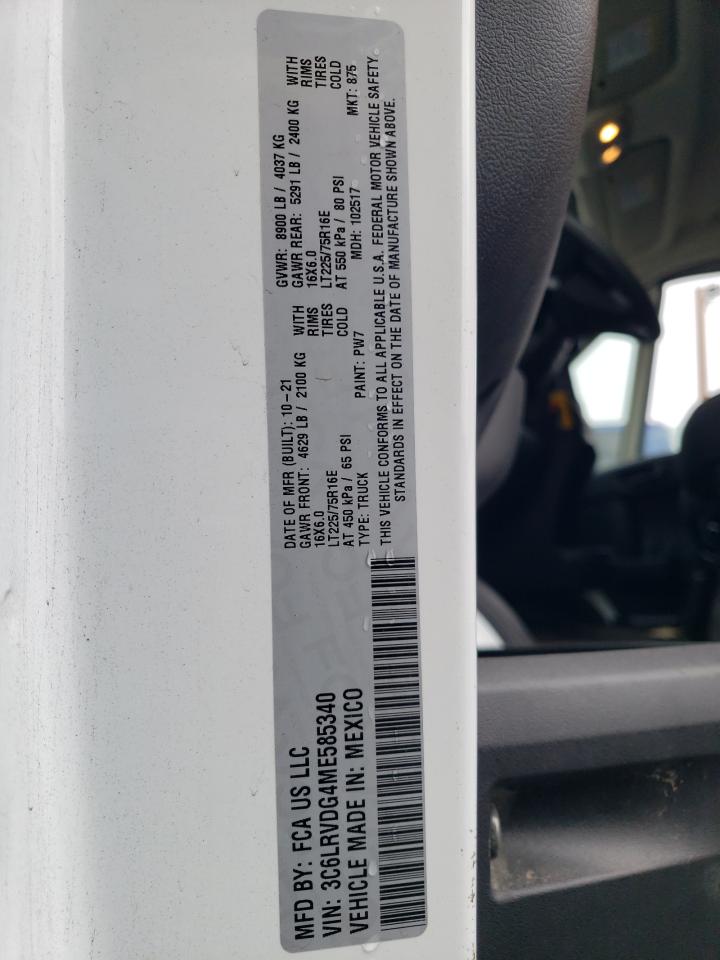 MFD BY: FCA US LLC
VIN: 3C6LRVDG4ME585340
VEHICLE MADE IN: MEXICO
DATE OF MFR (BUILT): 10-21 GVWR: 8900 LB / 4037 KG
GAWR FRONT: 4629 LB / 2100 KG WITH GAWR REAR: 5291 LB / 2400 KG WITH
16X6.0 RIMS 16X6.0 RIMS
LT225/75R16E TIRES LT225/75R16E TIRES
AT 450 kPa / 65 PSI COLD AT 550 kPa / 80 PSI COLD
TYPE: TRUCK PAINT: PW7 MDH: 102517 MKT: 875
THIS VEHICLE CONFORMS TO ALL APPLICABLE U.S.A. FEDERAL MOTOR VEHICLE SAFETY
STANDARDS IN EFFECT ON THE DATE OF MANUFACTURE SHOWN ABOVE.